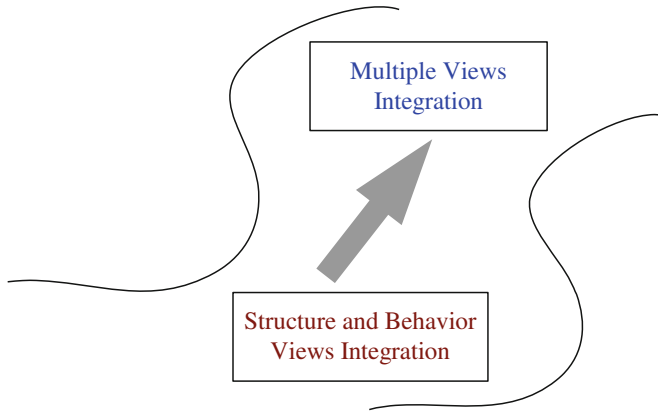 Multiple Views
Integration
Structure and Behavior
Views Integration